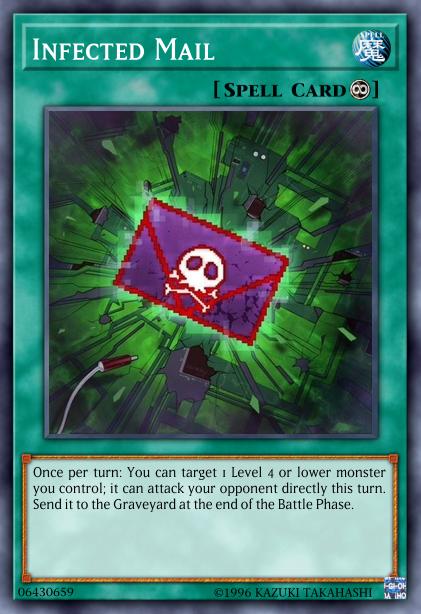 Infected Mail
SPELL
魔
[Spell Card]
Once per turn: You can target 1 Level 4 or lower monster
you control; it can attack your opponent directly this turn.
Send it to the Graveyard at the end of the Battle Phase.
06430659
©1996 KAZUKI TAKAHASHI